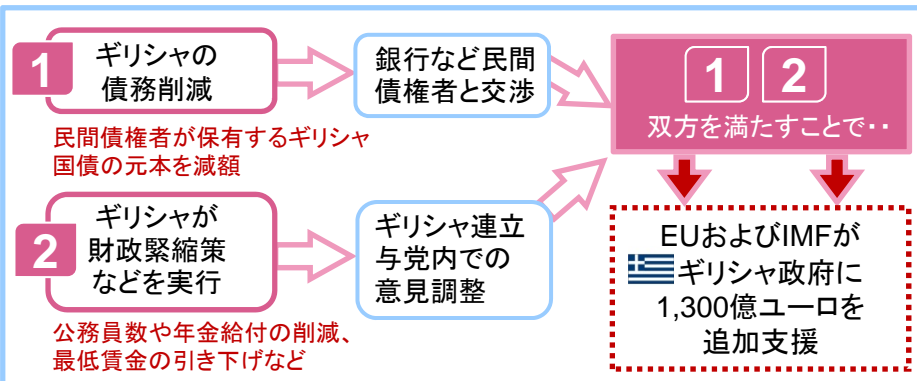 1
ギリシャの
債務削減
銀行など民間
債権者と交渉
民間債権者が保有するギリシャ
国債の元本を減額
2
ギリシャが
財政緊縮策
などを実行
ギリシャ連立
与党内での
意見調整
公務員数や年金給付の削減、
最低賃金の引き下げなど
1 2
双方を満たすことで・・
EUおよびIMFが
ギリシャ政府に
1,300億ユーロを
追加支援